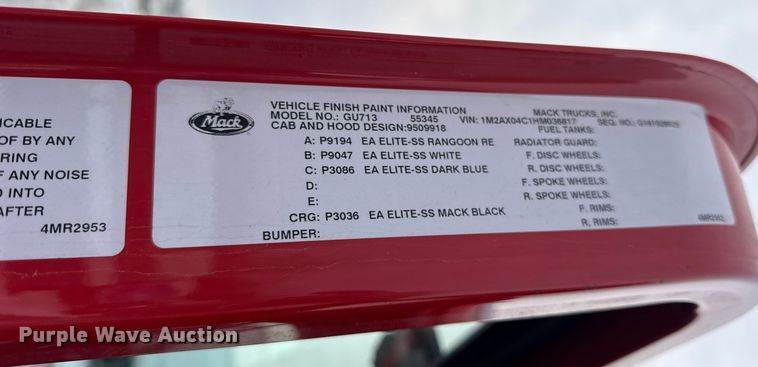 ICABLE
OF BY ANY
RING
F ANY NOISE
D INTO
AFTER
4MR2953
Mack
VEHICLE FINISH PAINT INFORMATION MACK TRUCKS, INC.
MODEL NO.: GU713 55345 VIN: 1M2AX04C1HM036817 SEQ. NO.:
CAB AND HOOD DESIGN:9509918 FUEL TANKS:
A: P9194 EA ELITE-SS RANGOON RE RADIATOR GUARD:
B: P9047 EA ELITE-SS WHITE F. DISC WHEELS:
C: P3086 EA ELITE-SS DARK BLUE R. DISC WHEELS:
D: F. SPOKE WHEELS:
E: R. SPOKE WHEELS:
CRG: P3036 EA ELITE-SS MACK BLACK F. RIMS:
BUMPER: R, RIMS:
Purple Wave Auction